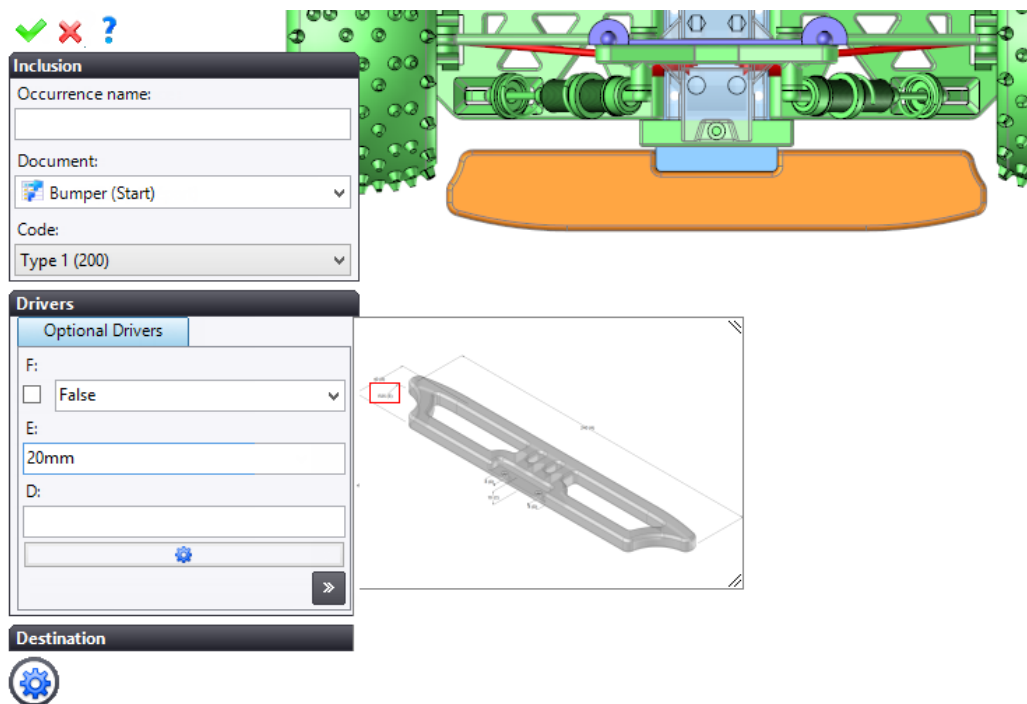 ?
Inclusion
Occurrence name:
Document:
Bumper (Start)
Code:
Type 1 (200)
Drivers
Optional Drivers
F:
False
E:
20mm
D:
»
Destination